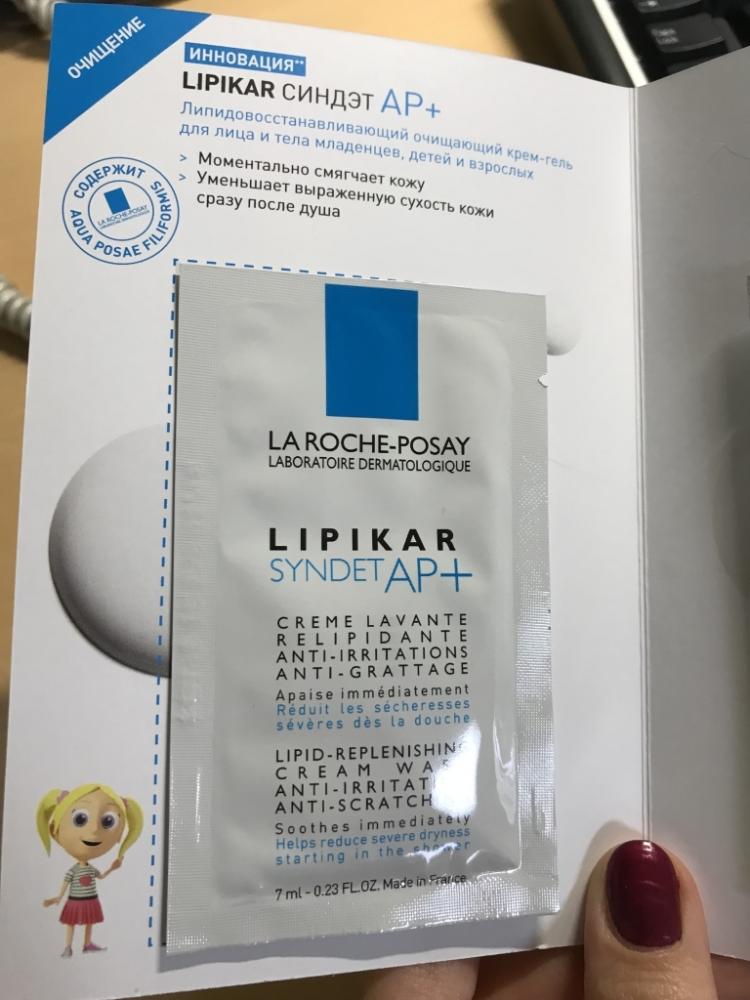 ОЧИЩЕНИЕ
ИННОВАЦИЯ**
LIPIKAR СИНДЭТ AP+
Липидовосстанавливающий очищающий крем-гель
для лица и тела младенцев, детей и взрослых
> Моментально смягчает кожу
> Уменьшает выраженную сухость кожи
сразу после душа
СОДЕРЖИТ
AQUA POSAE FILIFORMIS
LA ROCHE-POSAY
LA ROCHE-POSAY
LABORATOIRE DERMATOLOGIQUE
LIPIKAR
SYNDET AP+
CREME LAVANTE
RELIPIDANTE
ANTI-IRRITATIONS
ANTI-GRATTAGE
Apaise immédiatement
Réduit les sécheresses
sévères dès la douche
LIPID-REPLENISHING
CREAM WA
ANTI-IRRITAT
ANTI-SCRATCH
Soothes immediately
Helps reduce severe dryness
starting in the shower
7 ml - 0.23 FL.OZ. Made in France